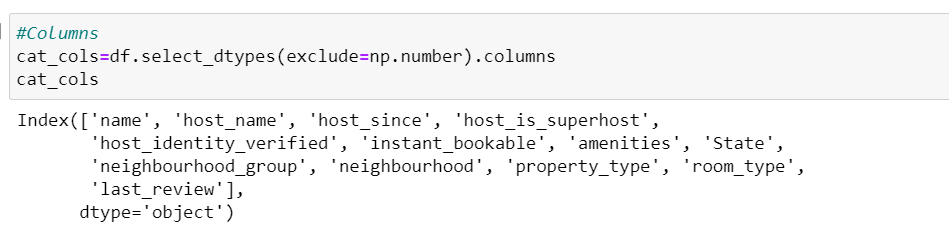 #Columns
cat_cols=df.select_dtypes(exclude=np.number).columns
cat_cols
Index(['name', 'host_name', 'host_since', 'host_is_superhost',
       'host_identity_verified', 'instant_bookable', 'amenities', 'State',
       'neighbourhood_group', 'neighbourhood', 'property_type', 'room_type',
       'last_review'],
      dtype='object')